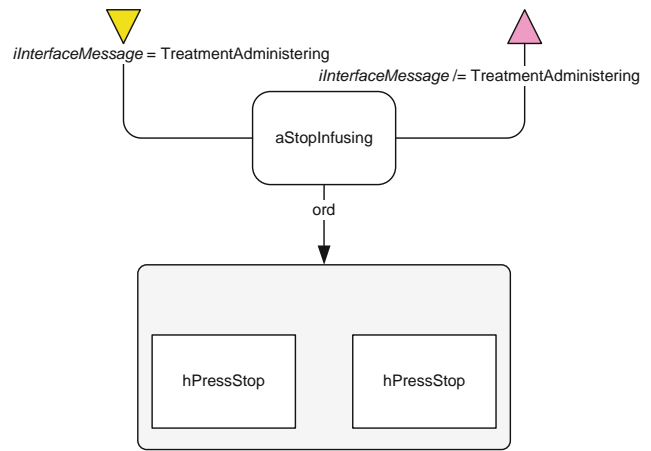 iInterfaceMessage = TreatmentAdministering
iInterfaceMessage /= TreatmentAdministering
aStopInfusing
ord
hPressStop
hPressStop